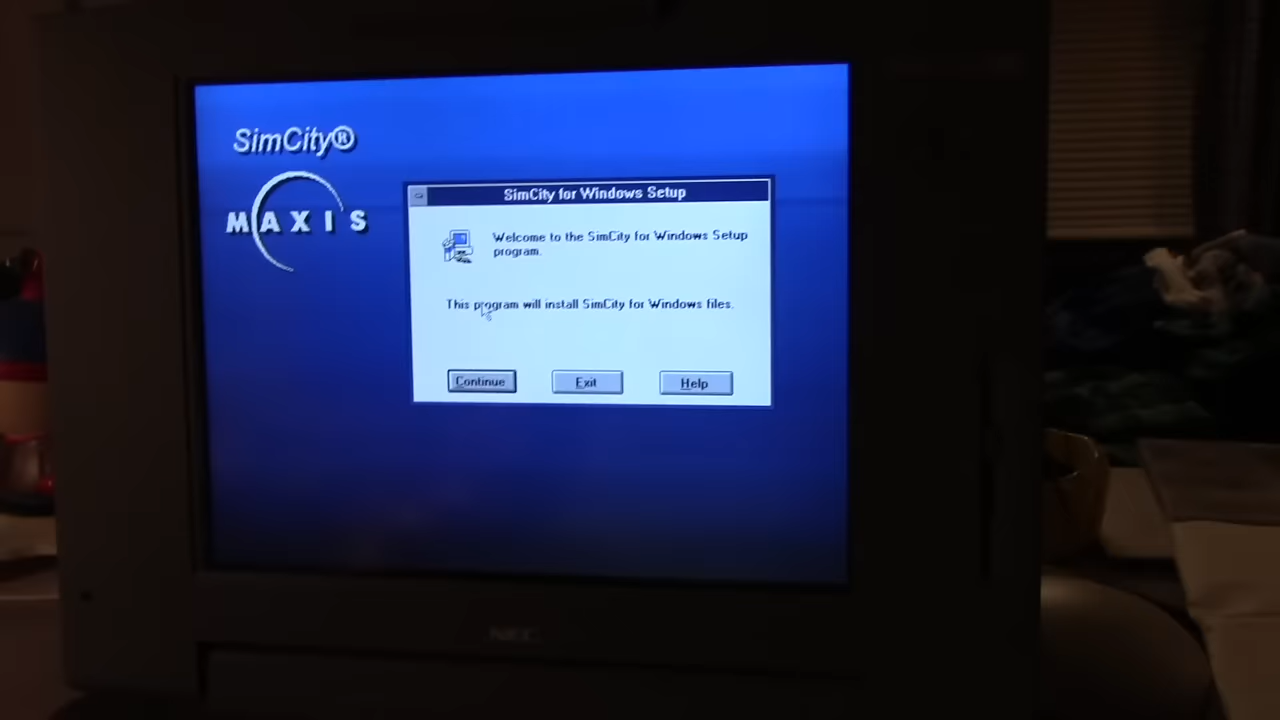 SimCity®
MAXIS
SimCity for Windows Setup
Welcome to the SimCity for Windows Setup
program.
This program will install SimCity for Windows files.
Continue
Exit
Help
NEC